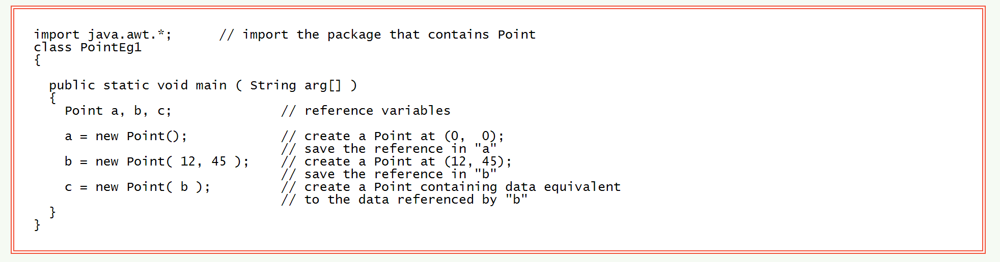 import java.awt.*;      // import the package that contains Point
class PointEg1
{
  public static void main ( String arg[] )
  {
    Point a, b, c;              // reference variables
    a = new Point();            // create a Point at (0,  0);
                                // save the reference in "a"
    b = new Point( 12, 45 );    // create a Point at (12, 45);
                                // save the reference in "b"
    c = new Point( b );         // create a Point containing data equivalent
                                // to the data referenced by "b"
  }
}